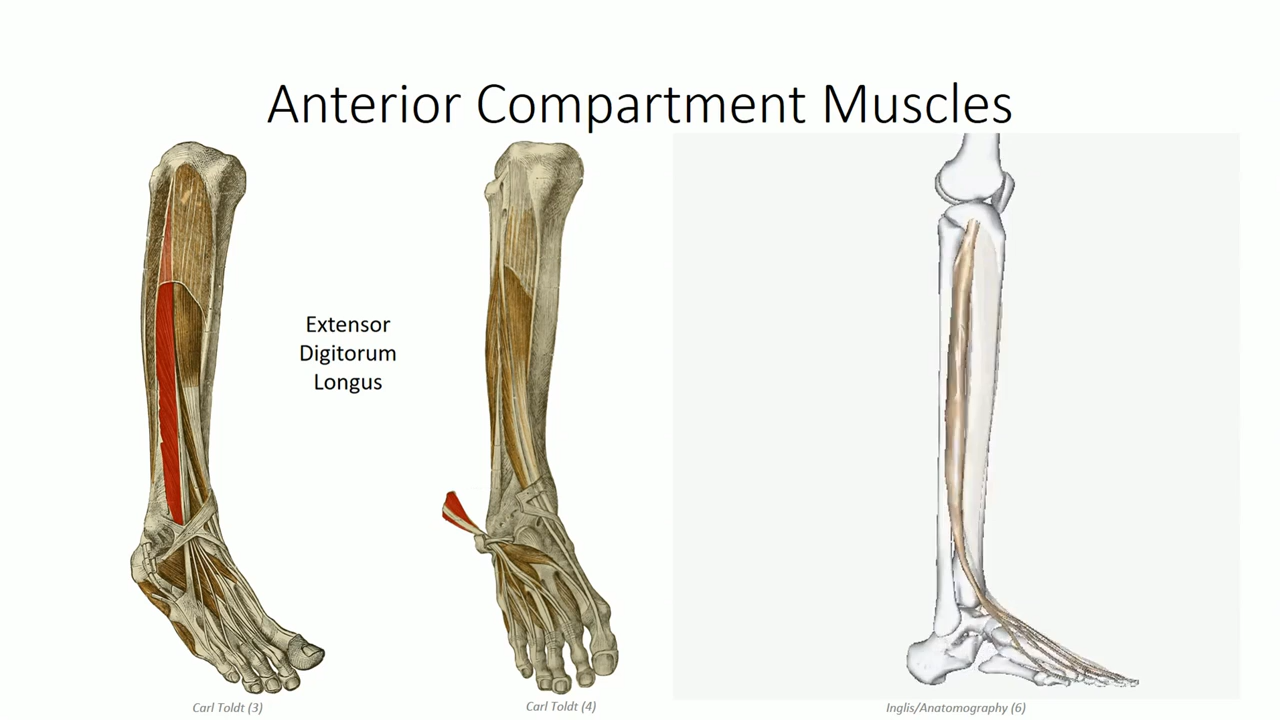 Anterior Compartment Muscles
Extensor
Digitorum
Longus
Carl Toldt (3)
Carl Toldt (4)
Inglis/Anatomography (6)